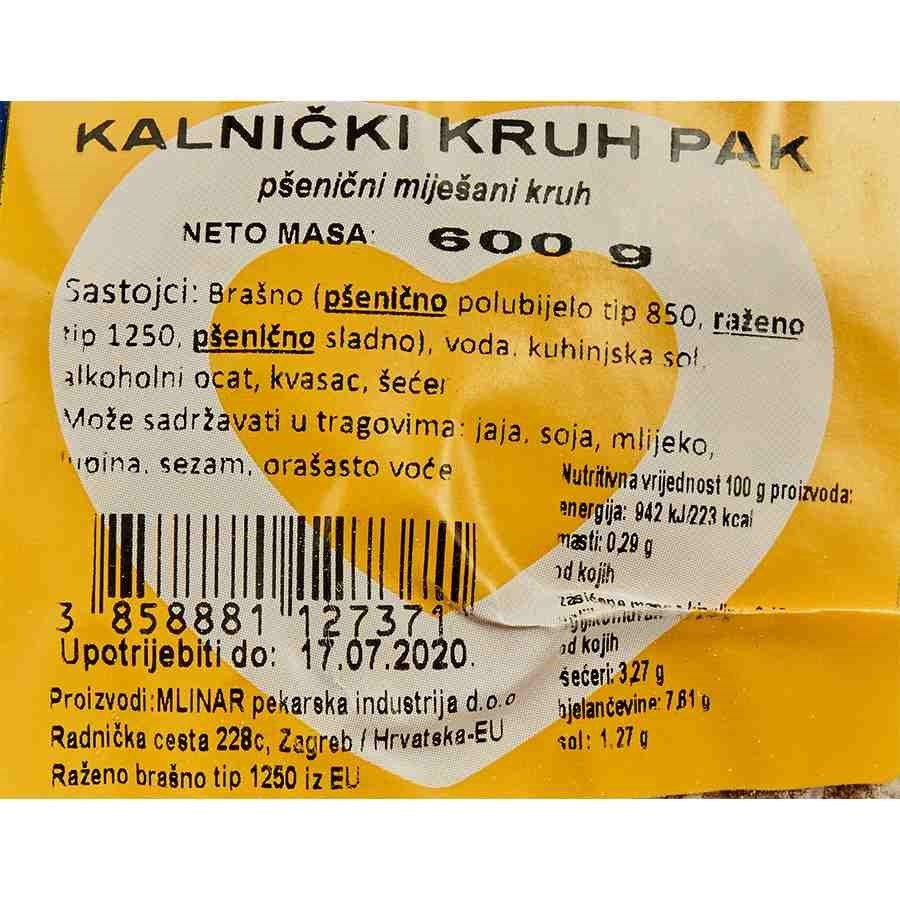 KALNIČKI KRUH PAK
pšenični miješani kruh
NETO MASA: 600 g
Sastojci: Brašno (pšenično polubijelo tip 850, raženo
tip 1250, pšenično sladno), voda, kuhinjska sol,
alkoholni ocat, kvasac, šećer
Može sadržavati u tragovima: jaja, soja, mlijeko,
sezam, orašasto voće
Nutritivna vrijednost 100 g proizvoda:
energija: 942 kJ/223 kcal
masti: 0,29 g
od kojih
od kojih
šećeri: 3,27 g
bjelančevine: 7,61 g
sol: 1,27 g
3 858881 127371
Upotrijebiti do: 17.07.2020.
Proizvodi:MLINAR pekarska industrija d.o.o
Radnička cesta 228c, Zagreb / Hrvatska-EU
Raženo brašno tip 1250 iz EU